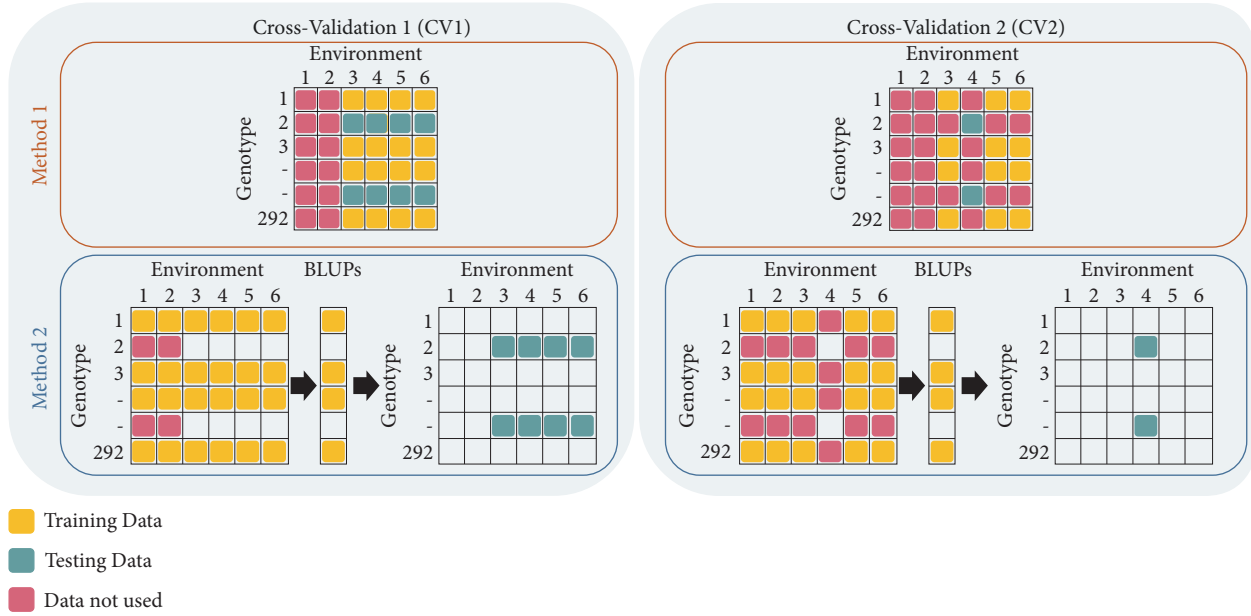 Cross-Validation 1 (CV1)
Environment
1 2 3 4 5 6
Method 1
Genotype
1
2
3
-
-
292
Environment
BLUPs
Environment
1 2 3 4 5 6
1 2 3 4 5 6
Method 2
Genotype
1
2
3
-
-
292
Genotype
1
2
3
-
-
292
Cross-Validation 2 (CV2)
Environment
1 2 3 4 5 6
Genotype
1
2
3
-
-
292
Environment
BLUPs
Environment
1 2 3 4 5 6
1 2 3 4 5 6
Genotype
1
2
3
-
-
292
Genotype
1
2
3
-
-
292
Training Data
Testing Data
Data not used